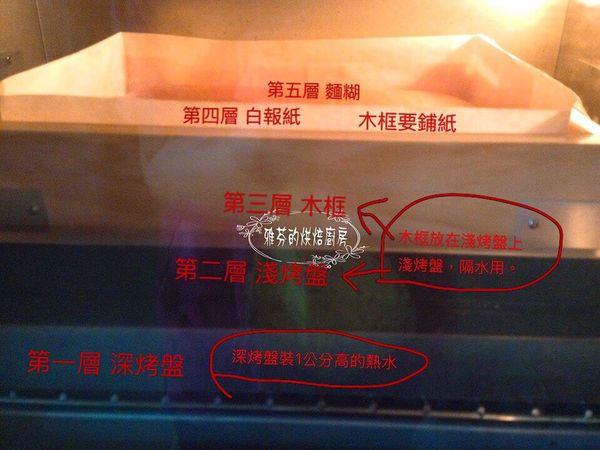 第五層 麵糊
第四層 白報紙
木框要鋪紙
第三層 木框
雅芬的烘焙廚房
木框放在淺烤盤上
淺烤盤，隔水用。
第二層 淺烤盤
第一層 深烤盤
深烤盤裝1公分高的熱水